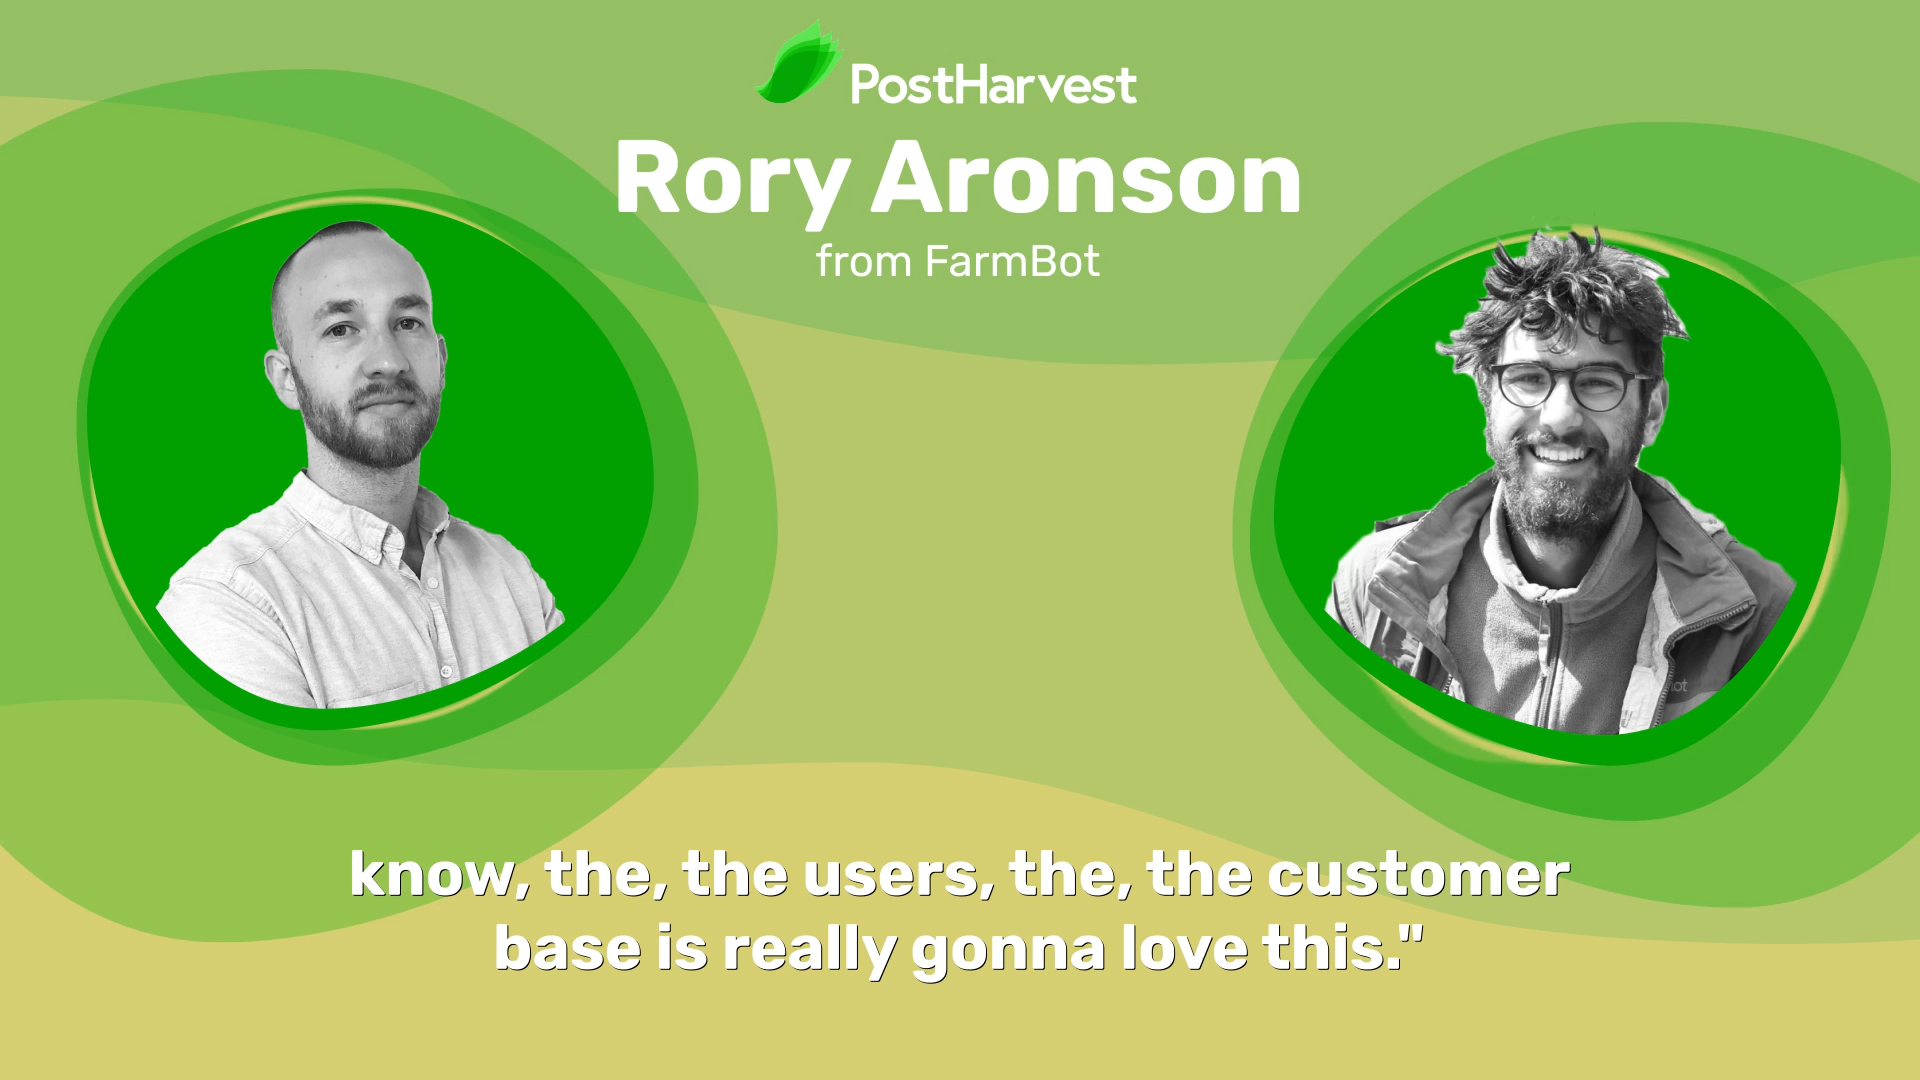 PostHarvest
Rory Aronson
from FarmBot
know, the, the users, the, the customer
base is really gonna love this."